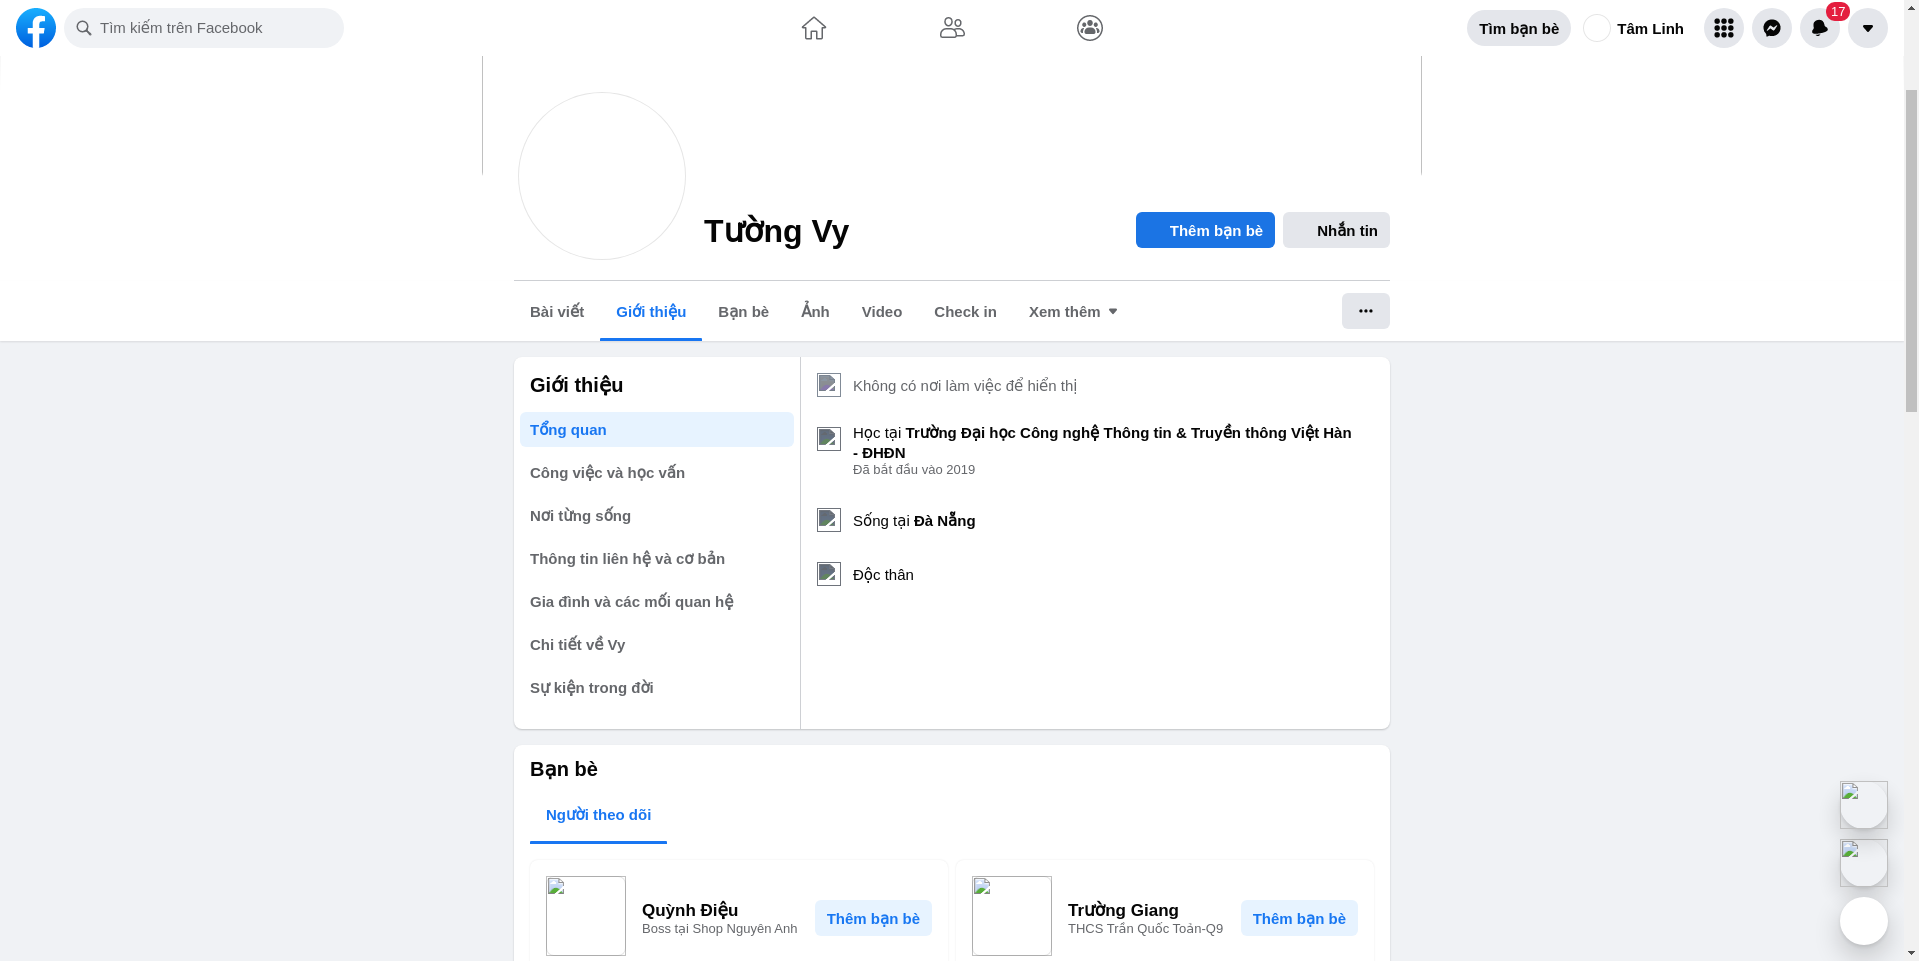 Tìm kiếm trên Facebook
Tìm bạn bè
Tâm Linh
17
Tường Vy
Thêm bạn bè
Nhắn tin
Bài viết
Giới thiệu
Bạn bè
Ảnh
Video
Check in
Xem thêm
Giới thiệu
Tổng quan
Công việc và học vấn
Nơi từng sống
Thông tin liên hệ và cơ bản
Gia đình và các mối quan hệ
Chi tiết về Vy
Sự kiện trong đời
Không có nơi làm việc để hiển thị
Học tại Trường Đại học Công nghệ Thông tin & Truyền thông Việt Hàn
- ĐHĐN
Đã bắt đầu vào 2019
Sống tại Đà Nẵng
Độc thân
Bạn bè
Người theo dõi
Quỳnh Điệu
Boss tại Shop Nguyên Anh
Thêm bạn bè
Trường Giang
THCS Trần Quốc Toản-Q9
Thêm bạn bè